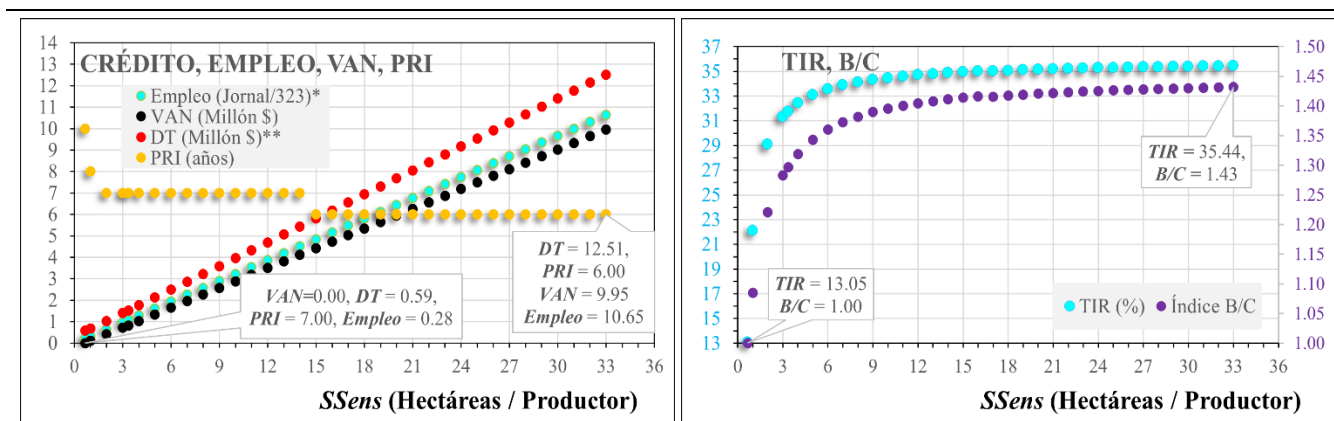 CRÉDITO, EMPLEO, VAN, PRI
Empleo (Jornal/323)*
VAN (Millón $)
DT (Millón $)**
PRI (años)
14
13
12
11
10
9
8
7
6
5
4
3
2
1
0
VAN=0.00, DT = 0.59,
PRI = 7.00, Empleo = 0.28
DT = 12.51,
PRI = 6.00
VAN = 9.95
Empleo = 10.65
0 3 6 9 12 15 18 21 24 27 30 33 36
SSens (Hectáreas / Productor)
TIR, B/C
37
35
33
31
29
27
25
23
21
19
17
15
13
1.50
1.45
1.40
1.35
1.30
1.25
1.20
1.15
1.10
1.05
1.00
TIR = 35.44,
B/C = 1.43
TIR = 13.05
B/C = 1.00
TIR (%) Índice B/C
0 3 6 9 12 15 18 21 24 27 30 33 36
SSens (Hectáreas / Productor)